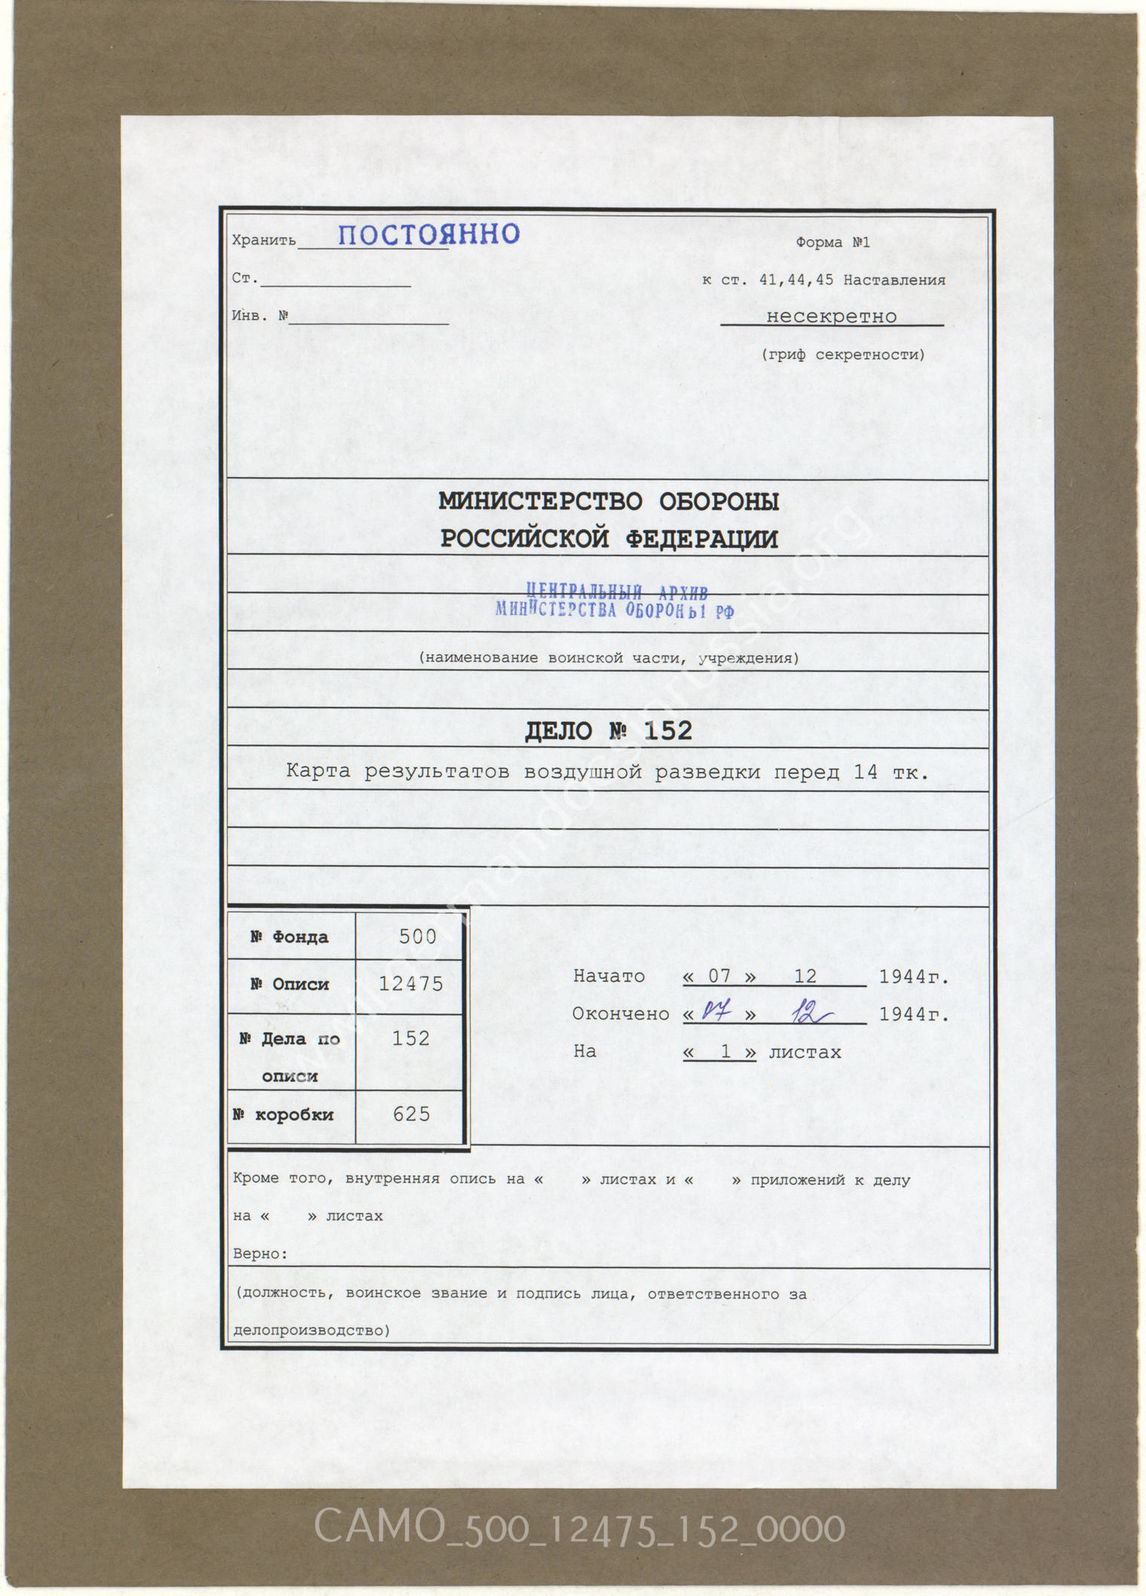 Хранить ПОСТОЯННО
Форма №1
Ст.
к ст. 41,44,45 Наставления
Инв. №
несекретно
(гриф секретности)
МИНИСТЕРСТВО ОБОРОНЫ
РОССИЙСКОЙ ФЕДЕРАЦИИ
ЦЕНТРАЛЬНЫЙ АРХИВ
МИНИСТЕРСТВА ОБОРОНЫ РФ
(наименование воинской части, учреждения)
ДЕЛО № 152
Карта результатов воздушной разведки перед 14 тк.
№ Фонда 500
№ Описи 12475
№ Дела по описи 152
№ коробки 625
Начато « 07 » 12 1944г.
Окончено « 07 » 12 1944г.
На « 1 » листах
Кроме того, внутренняя опись на « » листах и « » приложений к делу
на « » листах
Верно:
(должность, воинское звание и подпись лица, ответственного за
делопроизводство)
CAMO_500_12475_152_0000